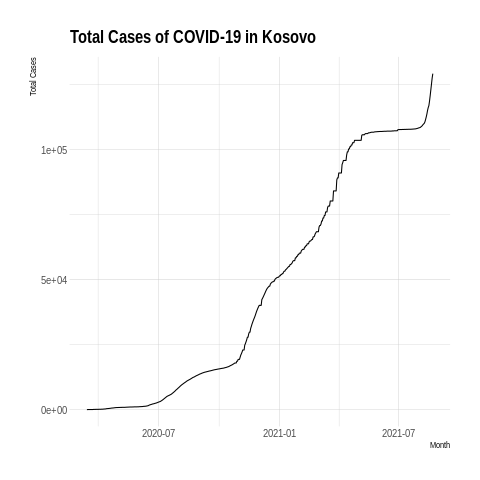 Total Cases of COVID-19 in Kosovo
Total Cases
1e+05
5e+04
0e+00
2020-07
2021-01
2021-07
Month